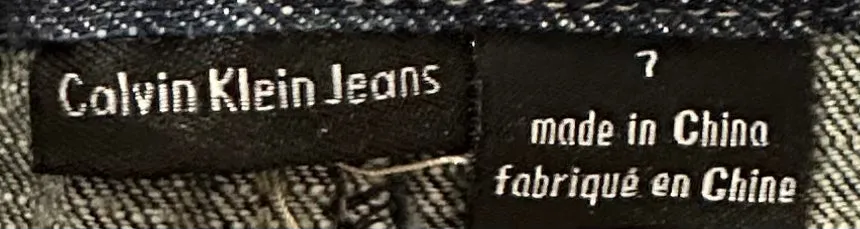 Calvin Klein Jeans
7
made in China
fabriqué en Chine